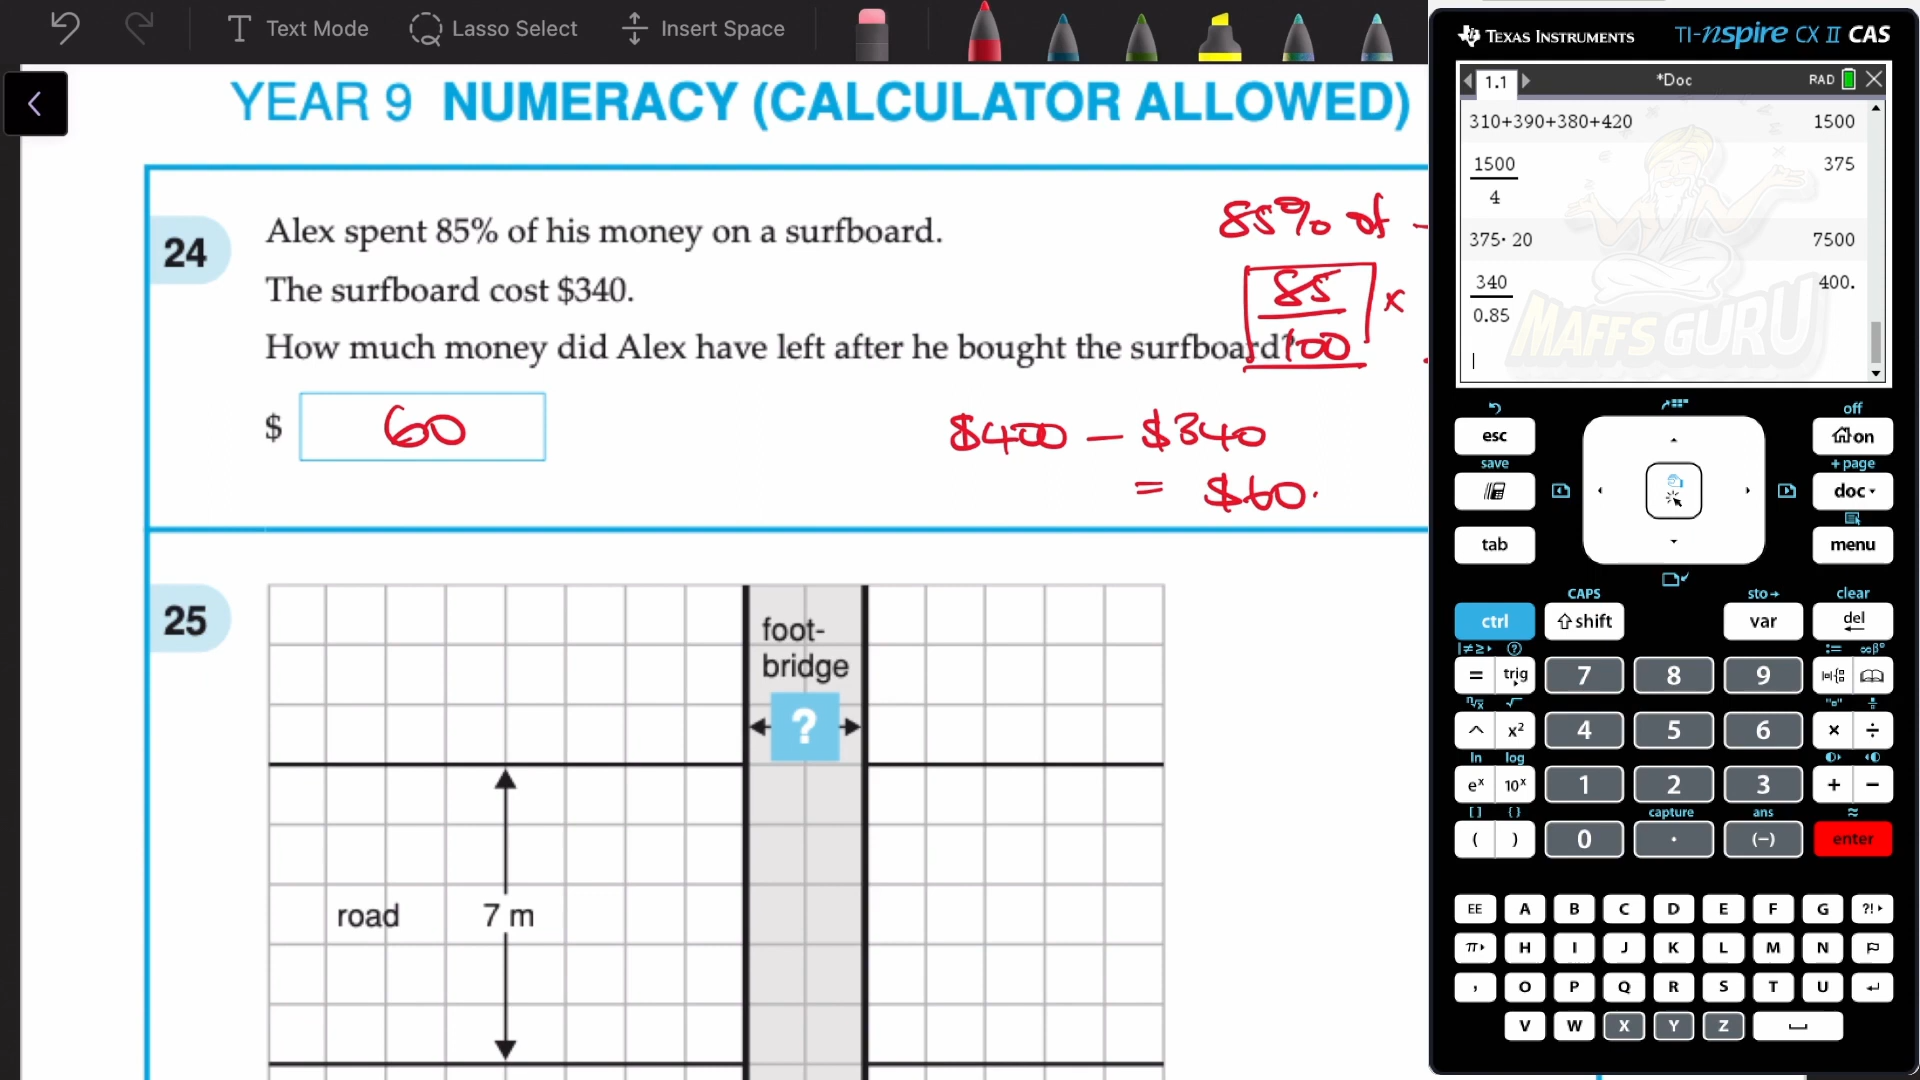 Text Mode Lasso Select Insert Space
YEAR 9 NUMERACY (CALCULATOR ALLOWED)
24
Alex spent 85% of his money on a surfboard.
The surfboard cost $340.
How much money did Alex have left after he bought the surfboard?
$ 60
85% of -
85
100
×
$400 - $340
= $60.
25
foot-
bridge
?
road 7 m
TEXAS INSTRUMENTS TI-nspire CX II CAS
1.1 *Doc RAD
310+390+380+420 1500
1500
4
375
375·20 7500
340
0.85
400.
MAFFS GURU
off
esc on
save + page
doc
tab menu
CAPS sto→ clear
ctrl shift var del
= trig 7 8 9
^ x² 4 5 6 × ÷
ln log
eˣ 10ˣ 1 2 3 + −
[ ] { } capture ans ≈
( ) 0 . (−) enter
EE A B C D E F G ?!
π H I J K L M N
, O P Q R S T U
V W X Y Z